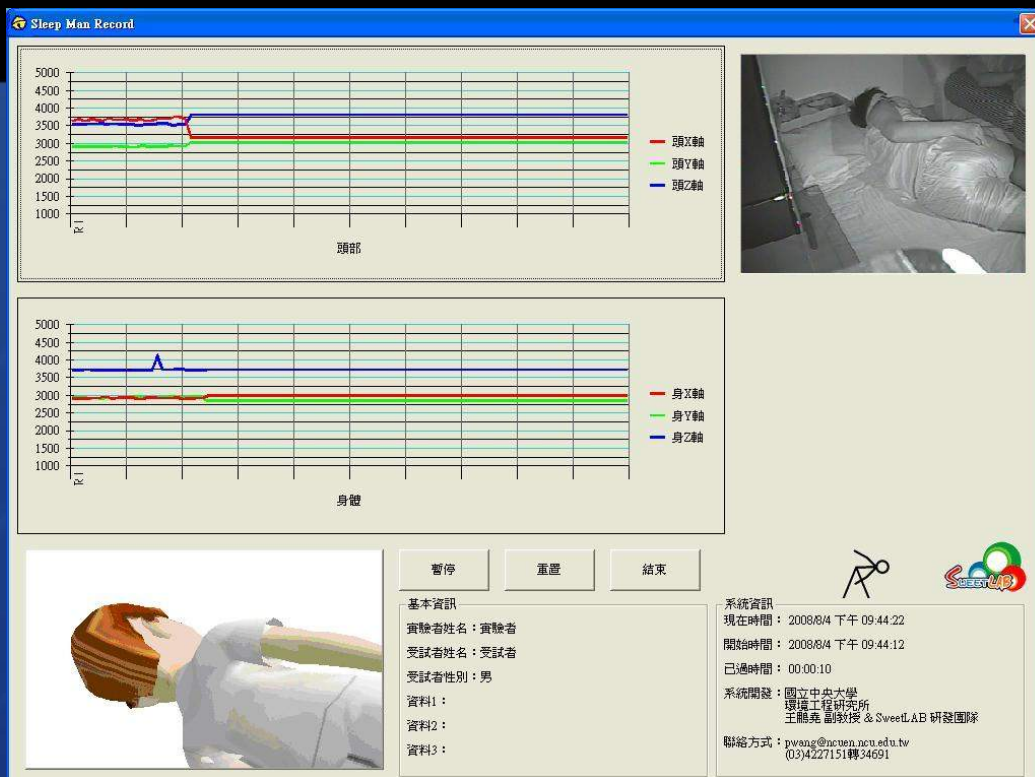 Sleep Man Record
5000
4500
4000
3500
3000
2500
2000
1500
1000
R1
頭部
頭X軸
頭Y軸
頭Z軸
5000
4500
4000
3500
3000
2500
2000
1500
1000
R1
身體
身X軸
身Y軸
身Z軸
暫停
重置
結束
SWEETLAB
基本資訊
實驗者姓名:實驗者
受試者姓名:受試者
受試者性別:男
資料1:
資料2:
資料3:
系統資訊
現在時間: 2008/8/4 下午 09:44:22
開始時間: 2008/8/4 下午 09:44:12
已過時間: 00:00:10
系統開發:國立中央大學
環境工程研究所
王鵬堯 副教授 & SweetLAB 研發團隊
聯絡方式:pwang@ncuen.ncu.edu.tw
(03)4227151轉34691